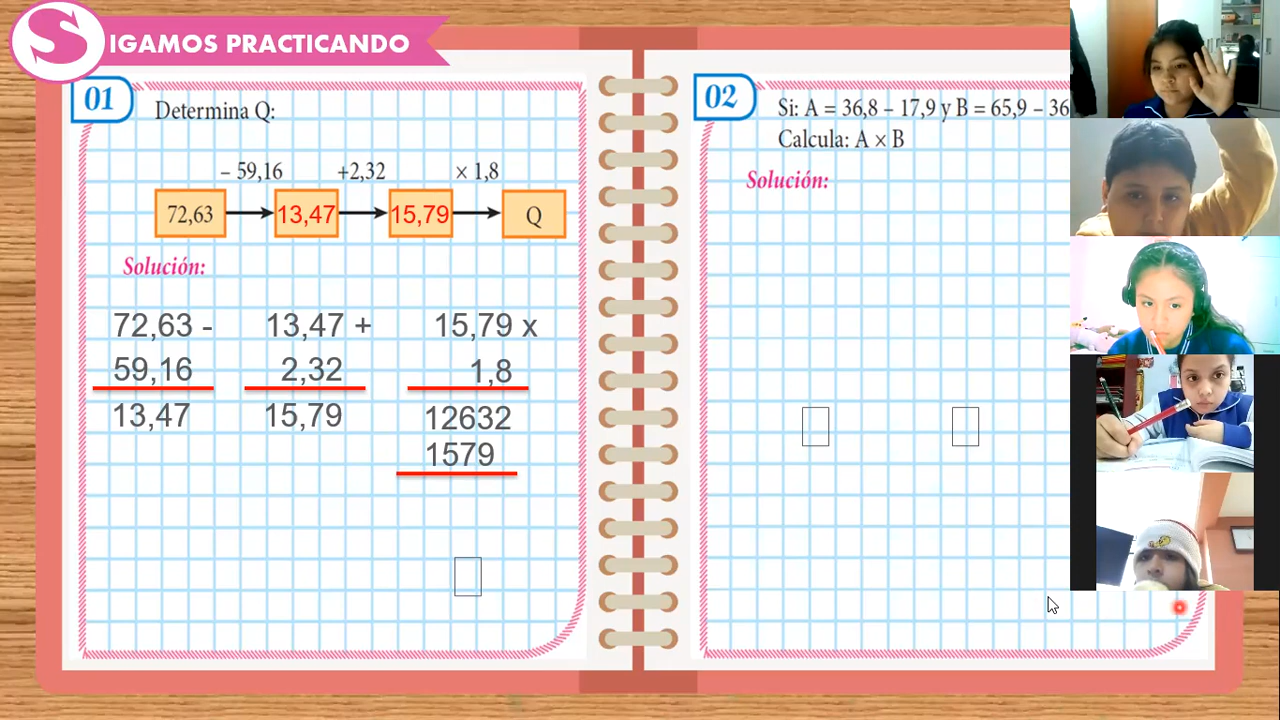 SIGAMOS PRACTICANDO
01
Determina Q:
– 59,16 +2,32 × 1,8
72,63 13,47 15,79 Q
Solución:
72,63 -
59,16
13,47
13,47 +
2,32
15,79
15,79 x
1,8
12632
1579
02
Si: A = 36,8 – 17,9 y B = 65,9 – 36
Calcula: A × B
Solución: